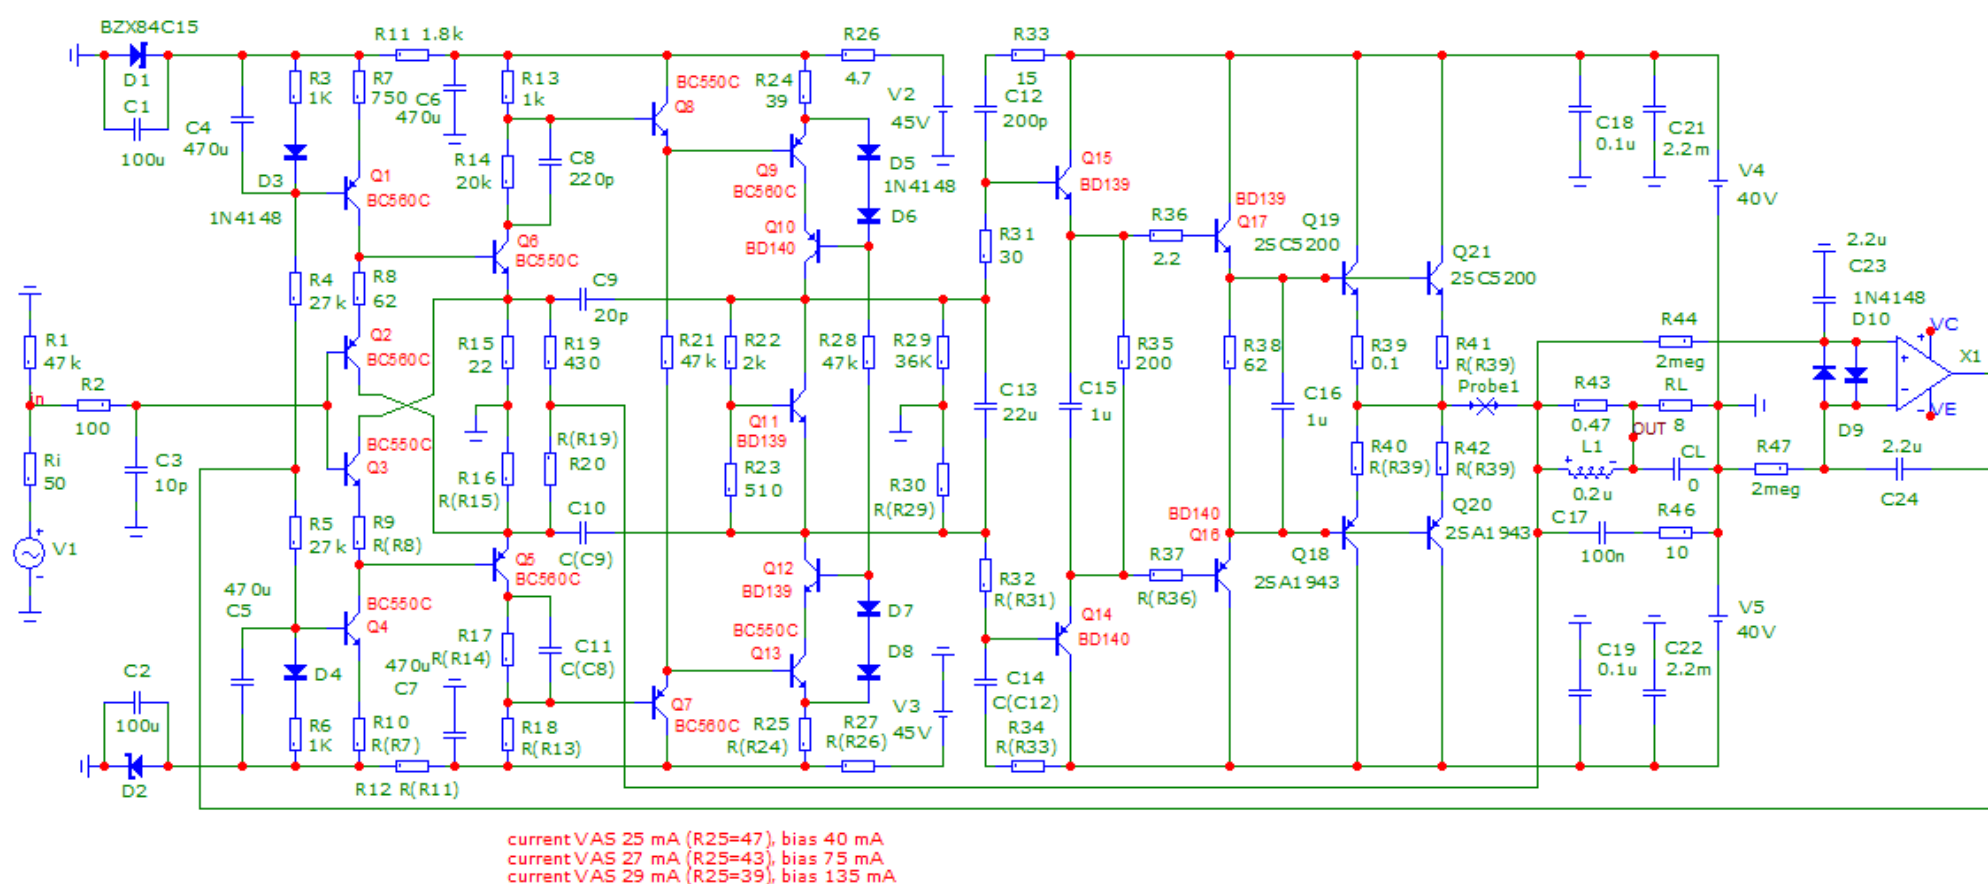 BZX84C15
D1
C1
100u
C4
470u
R3
1K
R7
750
R11 1.8k
C6
470u
R13
1k
R14
20k
C8
220p
BC550C
Q8
R24
39
R26
4.7
V2
45V
R33
15
C12
200p
Q15
BD139
C18
0.1u
C21
2.2m
V4
40V
D3
1N4148
Q1
BC560C
Q6
BC550C
Q9
BC560C
D5
1N4148
D6
Q10
BD140
R31
30
R36
2.2
BD139
Q17
Q19
2SC5200
Q21
2SC5200
2.2u
C23
1N4148
D10
R4
27k
R8
62
C9
20p
R1
47k
Q2
BC560C
R15
22
R19
430
R21
47k
R22
2k
R28
47k
R29
36K
R35
200
R38
62
R39
0.1
R41
R(R39)
R44
2meg
VC
X1
VE
in
R2
100
Probe1
R43
0.47
RL
8
OUT
D9
C13
22u
C15
1u
C16
1u
Ri
50
C3
10p
BC550C
Q3
R(R19)
R20
R16
R(R15)
Q11
BD139
R23
510
R30
R(R29)
R40
R(R39)
R42
R(R39)
L1
0.2u
CL
0
R47
2meg
2.2u
C24
V1
R5
27k
R9
R(R8)
C10
C(C9)
Q5
BC560C
Q12
BD139
R32
R(R31)
BD140
Q16
R37
R(R36)
Q18
2SA1943
Q20
2SA1943
C17
100n
R46
10
470u
C5
BC550C
Q4
R17
R(R14)
C11
C(C8)
BC550C
Q13
D7
D8
Q14
BD140
V5
40V
C2
100u
D4
470u
C7
Q7
BC560C
C14
C(C12)
C19
0.1u
C22
2.2m
D2
R6
1K
R10
R(R7)
R12 R(R11)
R18
R(R13)
R25
R(R24)
R27
R(R26)
V3
45V
R34
R(R33)
current VAS 25 mA (R25=47), bias 40 mA
current VAS 27 mA (R25=43), bias 75 mA
current VAS 29 mA (R25=39), bias 135 mA